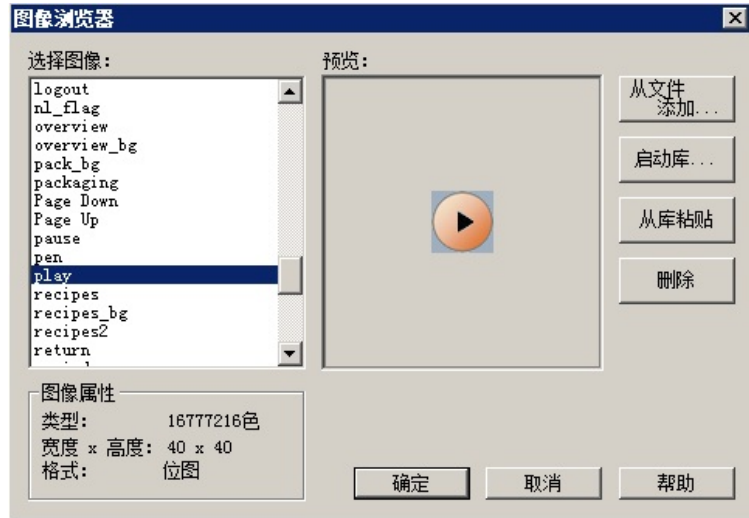 图像浏览器
选择图像:
logout
nl_flag
overview
overview_bg
pack_bg
packaging
Page Down
Page Up
pause
pen
play
recipes
recipes_bg
recipes2
return
预览:
从文件
添加...
启动库...
从库粘贴
删除
图像属性
类型: 16777216色
宽度 x 高度: 40 x 40
格式: 位图
确定
取消
帮助